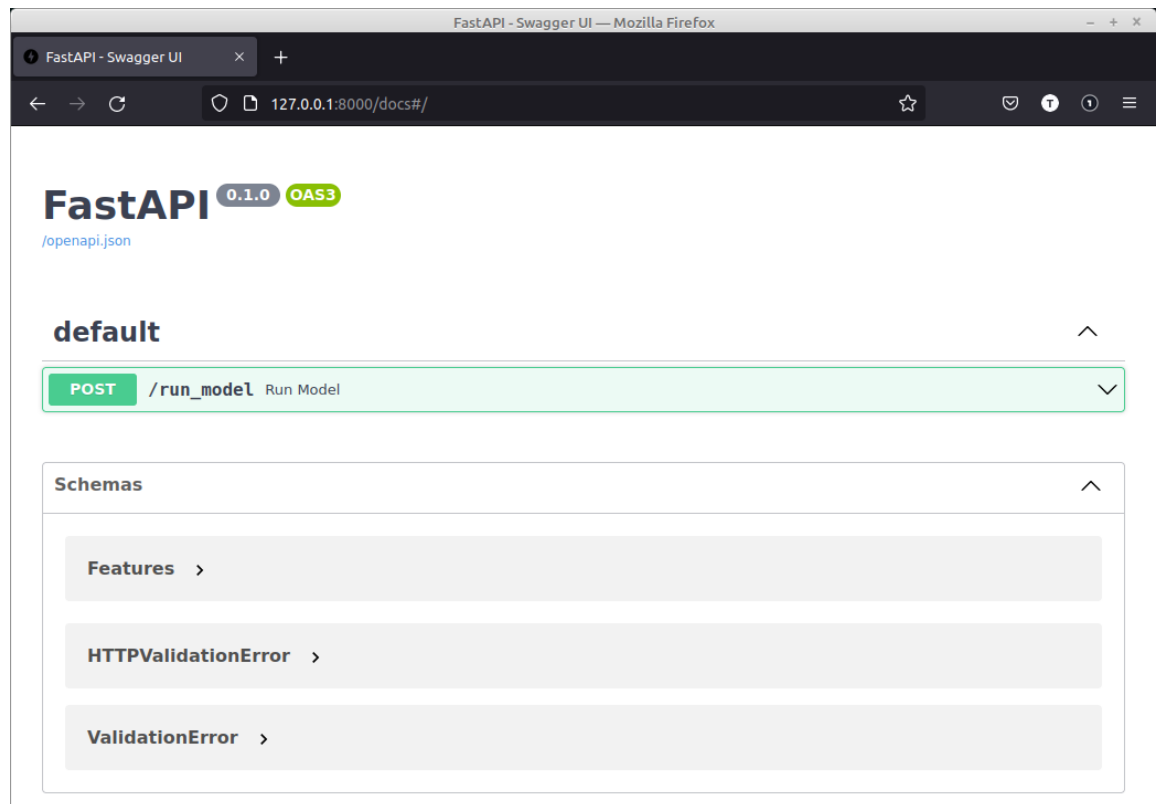 FastAPI - Swagger UI — Mozilla Firefox
FastAPI - Swagger UI
127.0.0.1:8000/docs#/
T 1
FastAPI 0.1.0 OAS3
/openapi.json
default
POST /run_model Run Model
Schemas
Features
HTTPValidationError
ValidationError